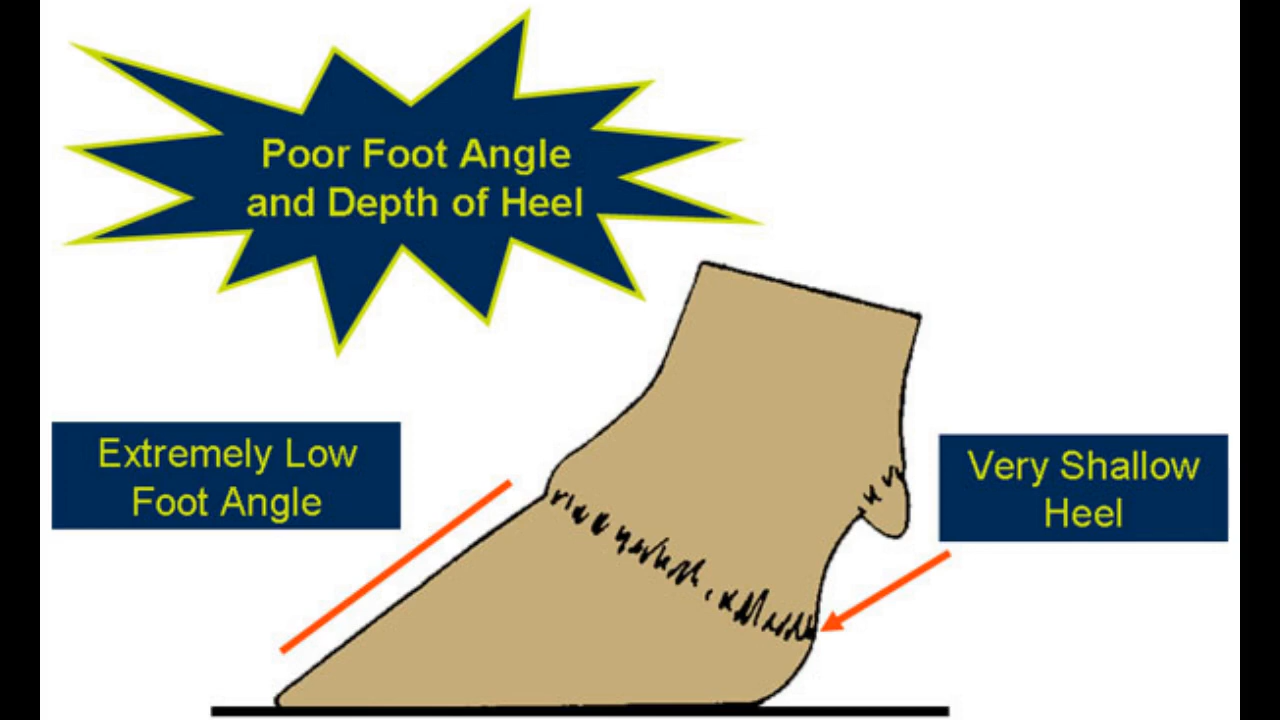 Poor Foot Angle
and Depth of Heel
Extremely Low
Foot Angle
Very Shallow
Heel